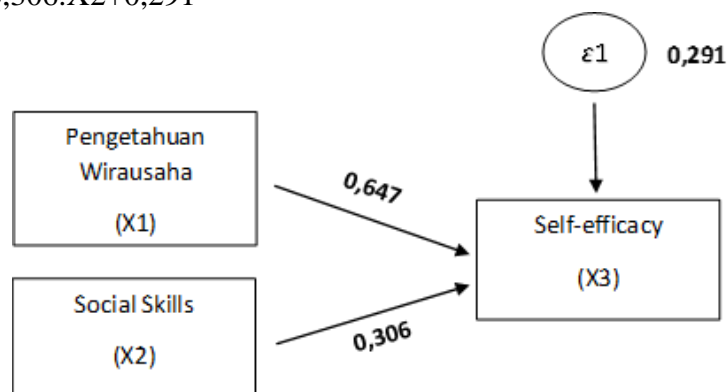 ,306.X2+0,291
ε1 0,291
Pengetahuan
Wirausaha
(X1)
0,647
Self-efficacy
(X3)
Social Skills
(X2)
0,306